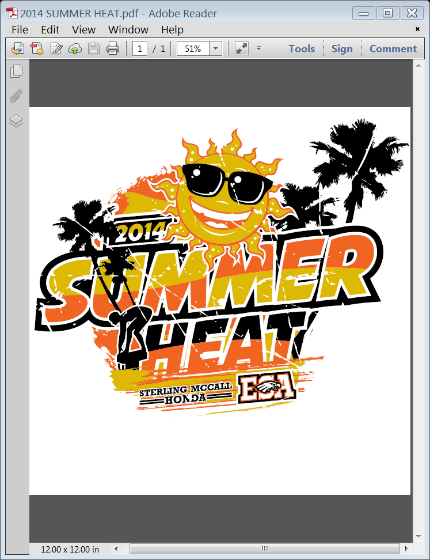 2014 SUMMER HEAT.pdf - Adobe Reader
File Edit View Window Help
1 / 1 51% Tools Sign Comment
2014
SUMMER
HEAT
STERLING MCCALL
HONDA
ESA
12.00 x 12.00 in